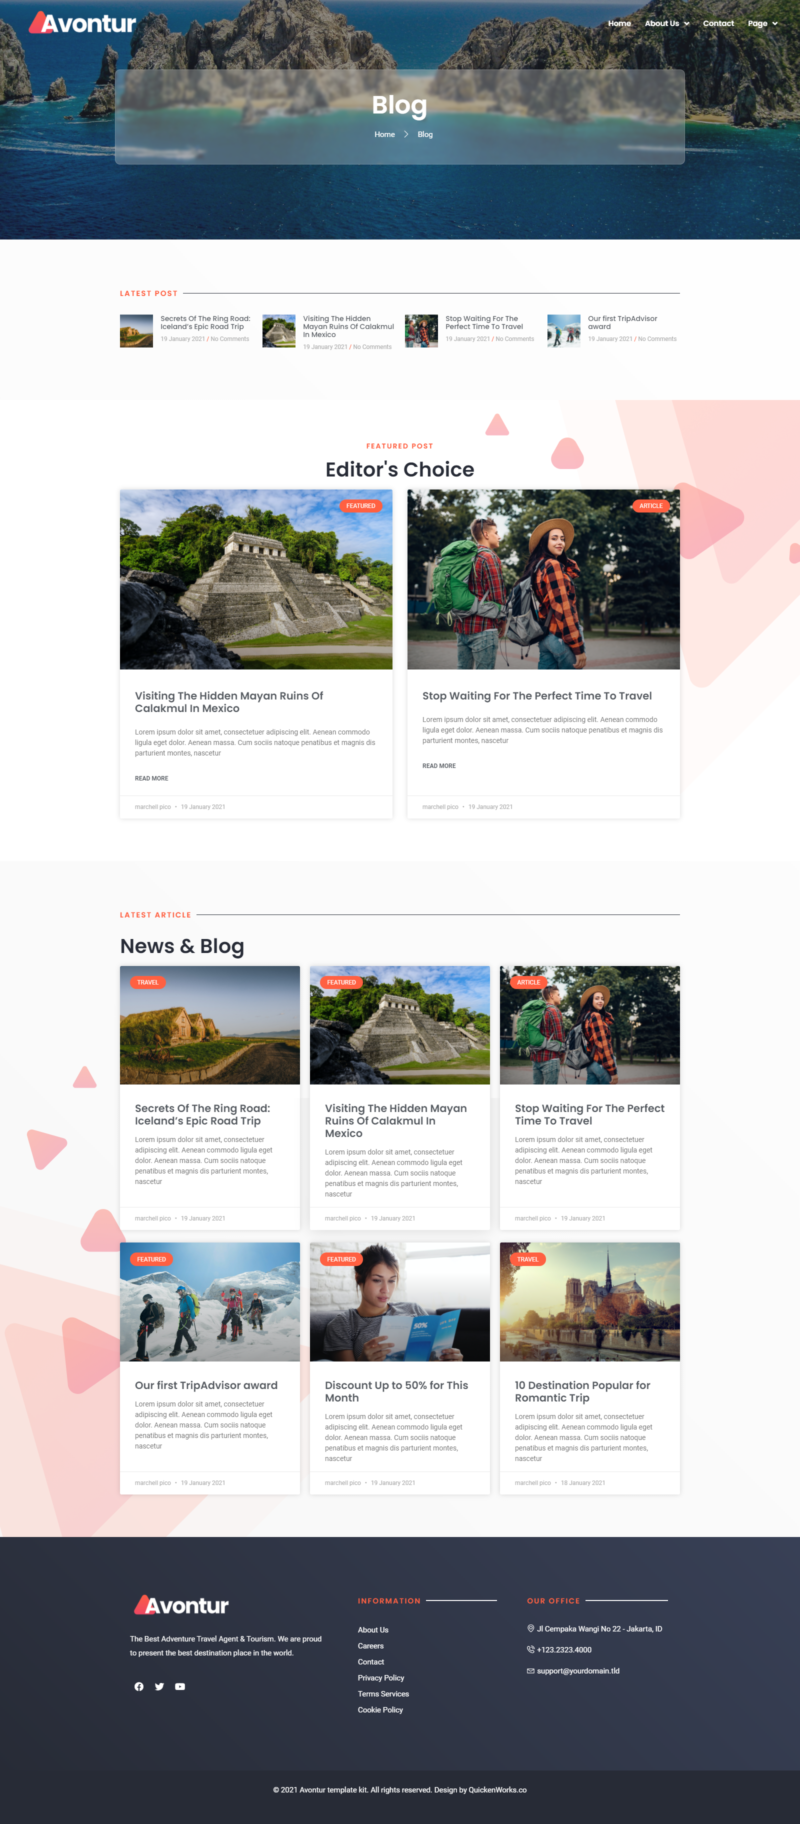 Avontur
Home
About Us
Contact
Page
Blog
Home
Blog
LATEST POST
Secrets Of The Ring Road:
Iceland's Epic Road Trip
19 January 2021 / No Comments
Visiting The Hidden
Mayan Ruins Of Calakmul
In Mexico
19 January 2021 / No Comments
Stop Waiting For The
Perfect Time To Travel
19 January 2021 / No Comments
Our first TripAdvisor
award
19 January 2021 / No Comments
FEATURED POST
Editor's Choice
FEATURED
Visiting The Hidden Mayan Ruins Of
Calakmul In Mexico
Lorem ipsum dolor sit amet, consectetuer adipiscing elit. Aenean commodo
ligula eget dolor. Aenean massa. Cum sociis natoque penatibus et magnis dis
parturient montes, nascetur
READ MORE
marchell pico • 19 January 2021
ARTICLE
Stop Waiting For The Perfect Time To Travel
Lorem ipsum dolor sit amet, consectetuer adipiscing elit. Aenean commodo
ligula eget dolor. Aenean massa. Cum sociis natoque penatibus et magnis dis
parturient montes, nascetur
READ MORE
marchell pico • 19 January 2021
LATEST ARTICLE
News & Blog
TRAVEL
Secrets Of The Ring Road:
Iceland's Epic Road Trip
Lorem ipsum dolor sit amet, consectetuer
adipiscing elit. Aenean commodo ligula eget
dolor. Aenean massa. Cum sociis natoque
penatibus et magnis dis parturient montes,
nascetur
marchell pico • 19 January 2021
FEATURED
Visiting The Hidden Mayan
Ruins Of Calakmul In
Mexico
Lorem ipsum dolor sit amet, consectetuer
adipiscing elit. Aenean commodo ligula eget
dolor. Aenean massa. Cum sociis natoque
penatibus et magnis dis parturient montes,
nascetur
marchell pico • 19 January 2021
ARTICLE
Stop Waiting For The Perfect
Time To Travel
Lorem ipsum dolor sit amet, consectetuer
adipiscing elit. Aenean commodo ligula eget
dolor. Aenean massa. Cum sociis natoque
penatibus et magnis dis parturient montes,
nascetur
marchell pico • 19 January 2021
FEATURED
Our first TripAdvisor award
Lorem ipsum dolor sit amet, consectetuer
adipiscing elit. Aenean commodo ligula eget
dolor. Aenean massa. Cum sociis natoque
penatibus et magnis dis parturient montes,
nascetur
marchell pico • 19 January 2021
FEATURED
Discount Up to 50% for This
Month
Lorem ipsum dolor sit amet, consectetuer
adipiscing elit. Aenean commodo ligula eget
dolor. Aenean massa. Cum sociis natoque
penatibus et magnis dis parturient montes,
nascetur
marchell pico • 19 January 2021
TRAVEL
10 Destination Popular for
Romantic Trip
Lorem ipsum dolor sit amet, consectetuer
adipiscing elit. Aenean commodo ligula eget
dolor. Aenean massa. Cum sociis natoque
penatibus et magnis dis parturient montes,
nascetur
marchell pico • 18 January 2021
Avontur
The Best Adventure Travel Agent & Tourism. We are proud
to present the best destination place in the world.
INFORMATION
About Us
Careers
Contact
Privacy Policy
Terms Services
Cookie Policy
OUR OFFICE
Jl Cempaka Wangi No 22 - Jakarta, ID
+123.2323.4000
support@yourdomain.tld
© 2021 Avontur template kit. All rights reserved. Design by QuickenWorks.co